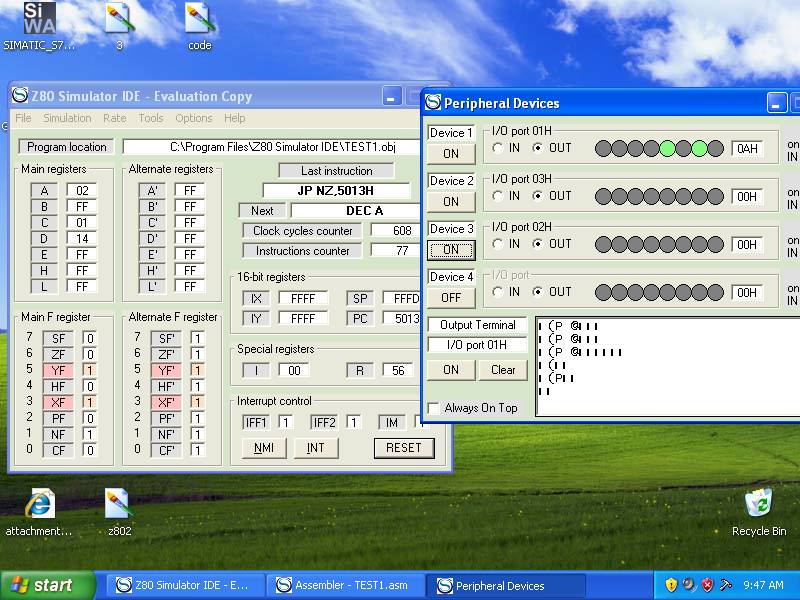 Si
WA
SIMATIC_S7...
3
code
Z80 Simulator IDE - Evaluation Copy
File Simulation Rate Tools Options Help
Program location C:\Program Files\Z80 Simulator IDE\TEST1.obj
Main registers
A 02
B FF
C 01
D 14
E FF
H FF
L FF
Alternate registers
A' FF
B' FF
C' FF
D' FF
E' FF
H' FF
L' FF
Last instruction
JP NZ,5013H
Next DEC A
Clock cycles counter 608
Instructions counter 77
16-bit registers
IX FFFF SP FFFD
IY FFFF PC 5013
Special registers
I 00 R 56
Interrupt control
IFF1 1 IFF2 1 IM
NMI INT RESET
Main F register
7 SF 0
6 ZF 0
5 YF 1
4 HF 0
3 XF 1
2 PF 0
1 NF 1
0 CF 0
Alternate F register
7 SF' 1
6 ZF' 1
5 YF' 1
4 HF' 1
3 XF' 1
2 PF' 1
1 NF' 1
0 CF' 1
Peripheral Devices
Device 1
ON
I/O port 01H
IN OUT 0AH
on
IN
Device 2
ON
I/O port 03H
IN OUT 00H
on
IN
Device 3
ON
I/O port 02H
IN OUT 00H
on
IN
Device 4
OFF
I/O port
IN OUT 00H
on
IN
Output Terminal
I/O port 01H
ON Clear
Always On Top
(P @
(P @
(P @
(
(P
attachment...
z802
Recycle Bin
start
Z80 Simulator IDE - E...
Assembler - TEST1.asm
Peripheral Devices
9:47 AM